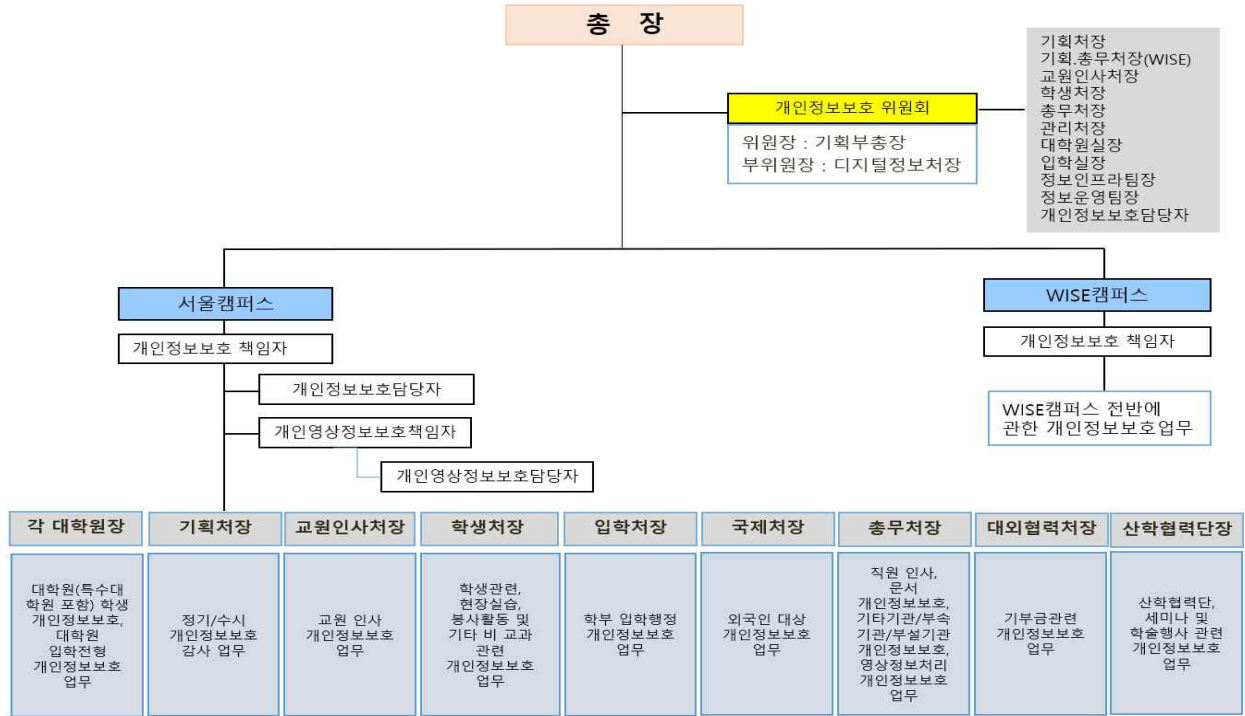 총 장
개인정보보호 위원회
위원장 : 기획부총장
부위원장 : 디지털정보처장
기획처장
기획.총무처장(WISE)
교원인사처장
학생처장
총무처장
관리처장
대학원실장
입학실장
정보인프라팀장
정보운영팀장
개인정보보호담당자
서울캠퍼스
개인정보보호 책임자
개인정보보호담당자
개인영상정보보호책임자
개인영상정보보호담당자
WISE캠퍼스
개인정보보호 책임자
WISE캠퍼스 전반에
관한 개인정보보호업무
각 대학원장
대학원(특수대
학원 포함) 학생
개인정보보호,
대학원
입학전형
개인정보보호
업무
기획처장
정기/수시
개인정보보호
감사 업무
교원인사처장
교원 인사
개인정보보호
업무
학생처장
학생관련,
현장실습,
봉사활동 및
기타 비 교과
관련
개인정보보호
업무
입학처장
학부 입학행정
개인정보보호
업무
국제처장
외국인 대상
개인정보보호
업무
총무처장
직원 인사,
문서
개인정보보호,
기타기관/부속
기관/부설기관
개인정보보호,
영상정보처리
개인정보보호
업무
대외협력처장
기부금관련
개인정보보호
업무
산학협력단장
산학협력단,
세미나 및
학술행사 관련
개인정보보호
업무